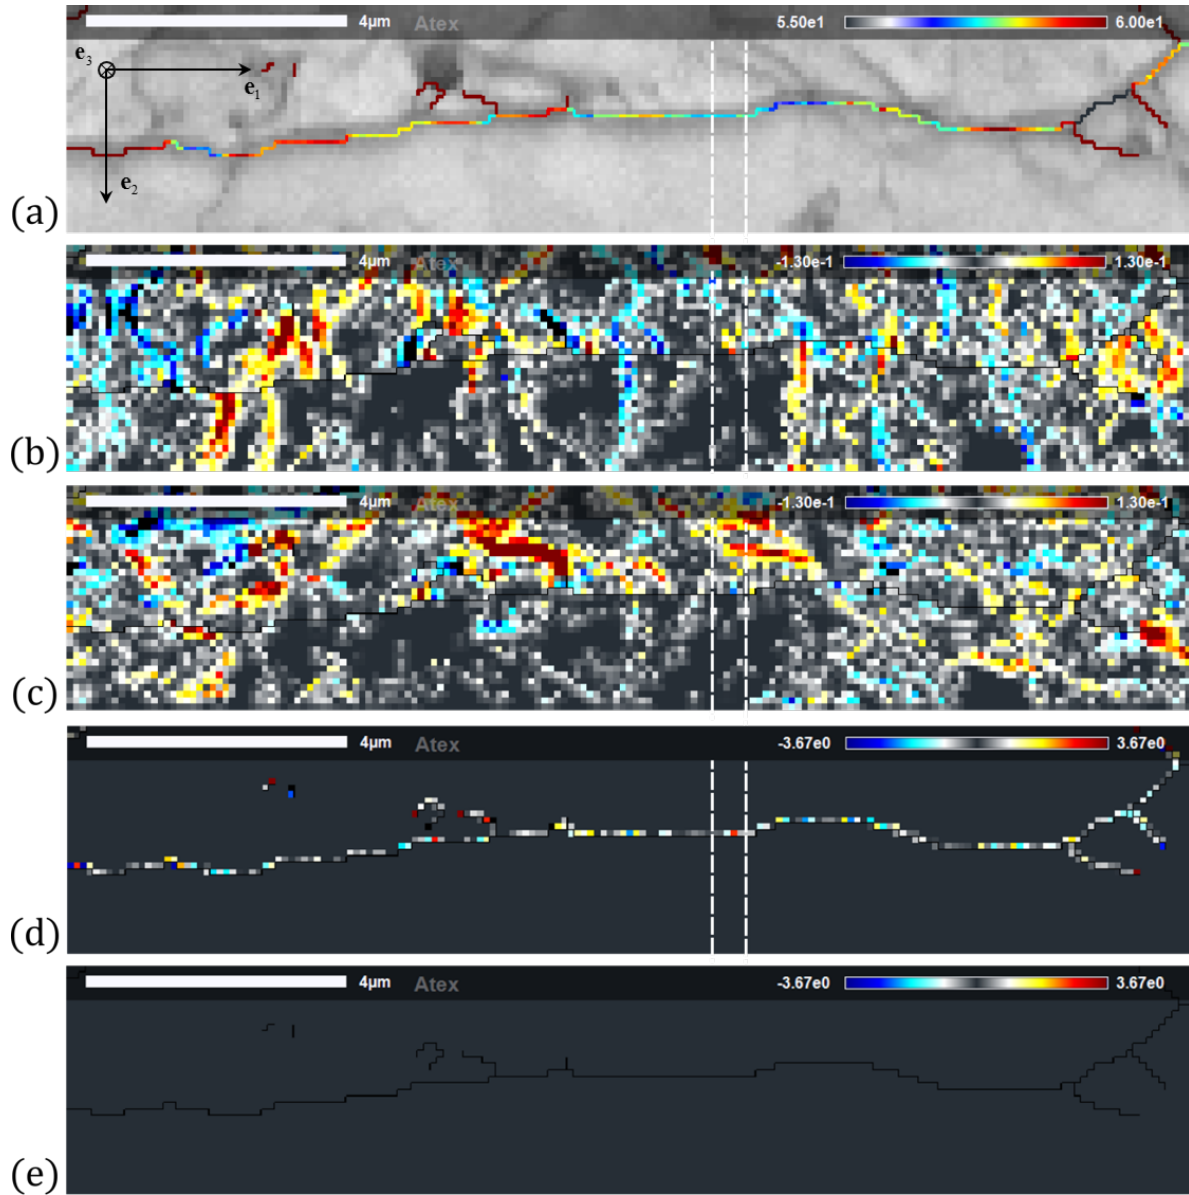 4μm Atex 5.50e1 6.00e1
e3
e1
e2
(a)
4μm Atex -1.30e-1 1.30e-1
(b)
4μm Atex -1.30e-1 1.30e-1
(c)
4μm Atex -3.67e0 3.67e0
(d)
4μm Atex -3.67e0 3.67e0
(e)